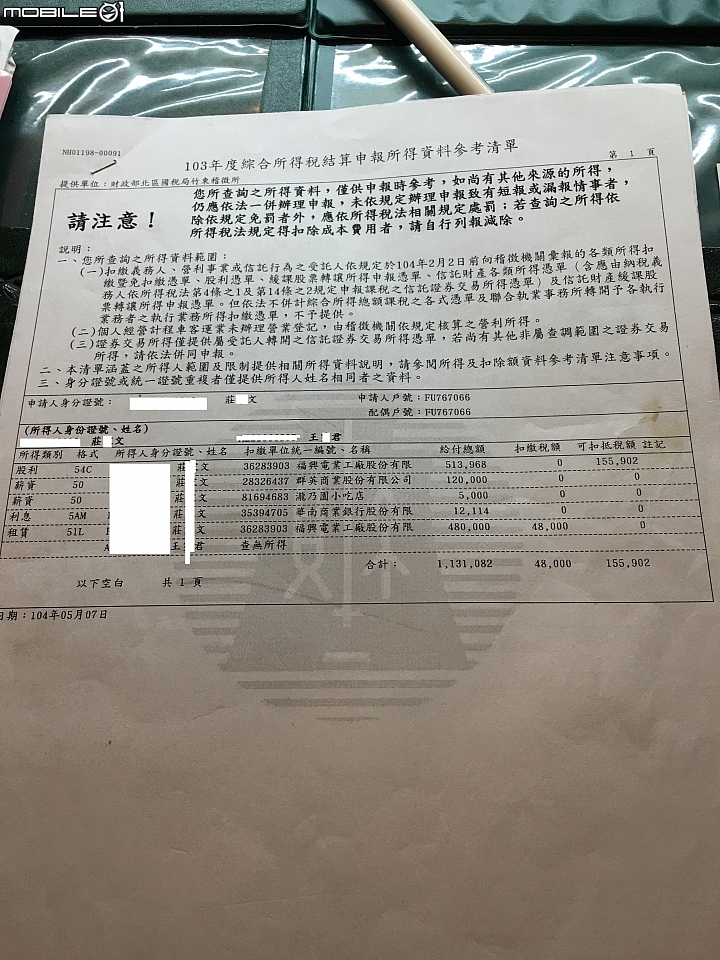 MOBILE01
NH01198-00091
103年度綜合所得稅結算申報所得資料參考清單
第 1 頁
提供單位：財政部北區國稅局竹東稽徵所
請注意！
您所查詢之所得資料，僅供申報時參考，如尚有其他來源的所得，
仍應依法一併辦理申報，未依規定辦理申報致有短報或漏報情事者，
除依規定免罰者外，應依所得稅法相關規定處罰；若查詢之所得依
所得稅法規定得扣除成本費用者，請自行列報減除。
說明：
一、您所查詢之所得資料範圍：
(一)扣繳義務人、營利事業或信託行為之受託人依規定於104年2月2日前向稽徵機關彙報的各類所得扣
繳暨免扣繳憑單、股利憑單、緩課股票轉讓所得申報憑單、信託財產各類所得憑單（含應由納稅義
務人依所得稅法第4條之1及第14條之2規定申報課稅之信託證券交易所得憑單）及信託財產緩課股
票轉讓所得申報憑單。但依法不併計綜合所得總額課稅之各式憑單及聯合執業事務所轉開予各執行
業務者之執行業務所得扣繳憑單，不予提供。
(二)個人經營計程車客運業未辦理營業登記，由稽徵機關依規定核算之營利所得。
(三)證券交易所得僅提供屬受託人轉開之信託證券交易所得憑單，若尚有其他非屬查調範圍之證券交易
所得，請依法併同申報。
二、本清單涵蓋之所得人範圍及限制提供相關所得資料說明，請參閱所得及扣除額資料參考清單注意事項。
三、身分證號或統一證號重複者僅提供所得人姓名相同者之資料。
申請人身分證號： 莊 文 申請人戶號：FU767066
配偶戶號：FU767066
(所得人身份證號、姓名)
莊 文 王 君
所得類別 格式 所得人身分證號、姓名 扣繳單位統一編號、名稱 給付總額 扣繳稅額 可扣抵稅額 註記
股利 54C 莊 文 36283903 福興電業工廠股份有限 513,968 0 155,902
薪資 50 莊 文 28326437 群英商業股份有限公司 120,000 0 0
薪資 50 莊 文 81694683 瀧乃園小吃店 5,000 0 0
利息 5AM 莊 文 35394705 華南商業銀行股份有限 12,114 0 0
租賃 51L 莊 文 36283903 福興電業工廠股份有限 480,000 48,000 0
A 王 君 查無所得
合計： 1,131,082 48,000 155,902
以下空白 共 1 頁
日期：104年05月07日